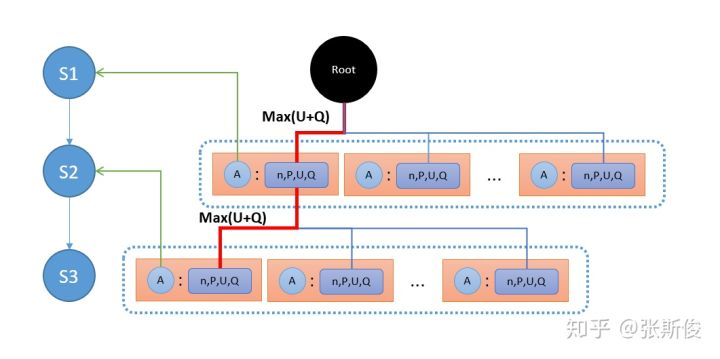 Root
S1
Max(U+Q)
S2
A : n,P,U,Q A : n,P,U,Q ... A : n,P,U,Q
Max(U+Q)
S3
A : n,P,U,Q A : n,P,U,Q ... A : n,P,U,Q
知乎 @张斯俊